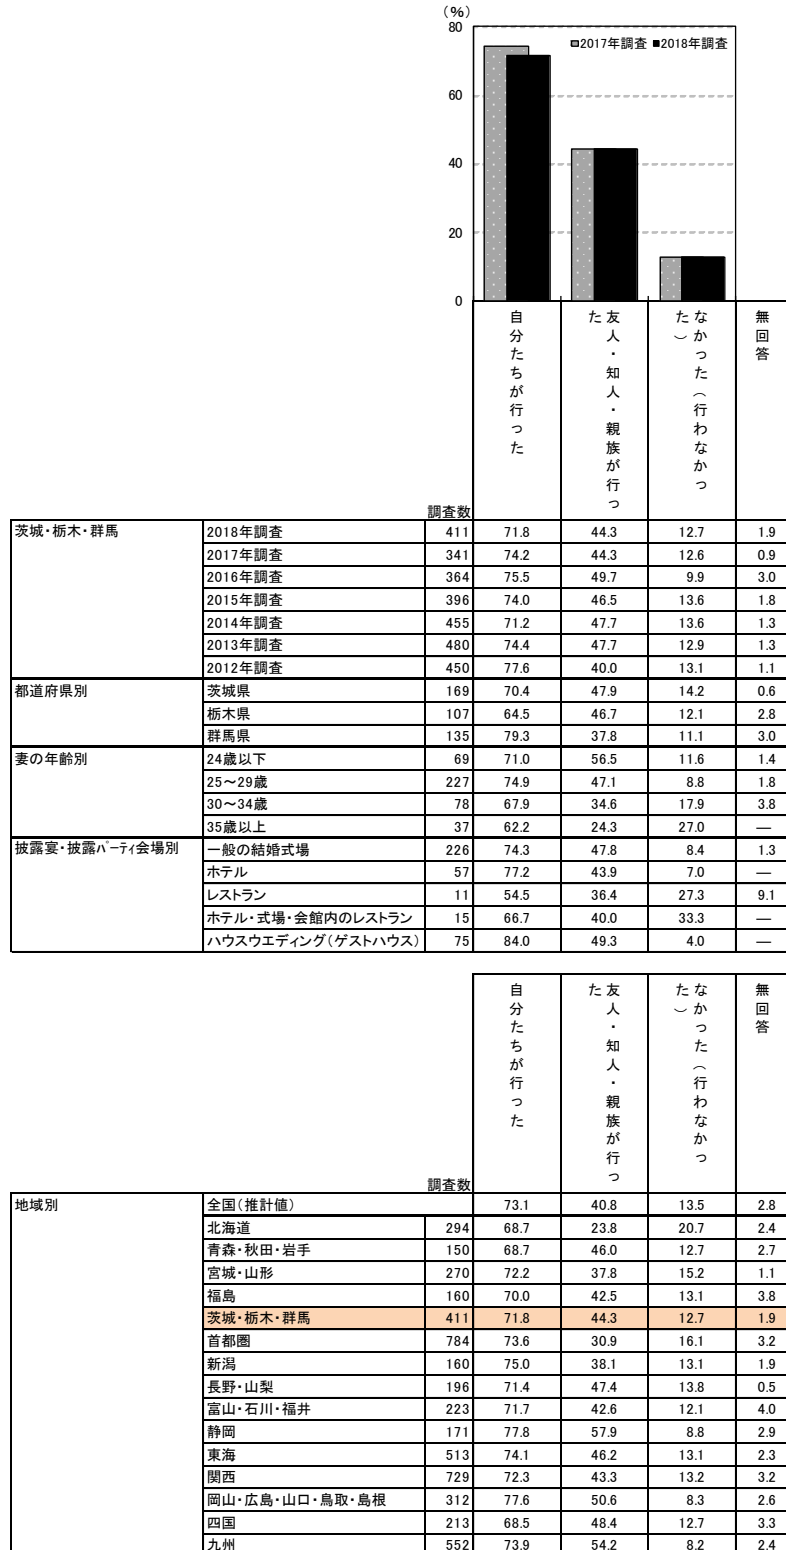 (%)
80
60
40
20
0
2017年調査 2018年調査
調査数 自分たちが行った 友人・知人・親族が行った なかった（行わなかった） 無回答
茨城・栃木・群馬 2018年調査 411 71.8 44.3 12.7 1.9
2017年調査 341 74.2 44.3 12.6 0.9
2016年調査 364 75.5 49.7 9.9 3.0
2015年調査 396 74.0 46.5 13.6 1.8
2014年調査 455 71.2 47.7 13.6 1.3
2013年調査 480 74.4 47.7 12.9 1.3
2012年調査 450 77.6 40.0 13.1 1.1
都道府県別 茨城県 169 70.4 47.9 14.2 0.6
栃木県 107 64.5 46.7 12.1 2.8
群馬県 135 79.3 37.8 11.1 3.0
妻の年齢別 24歳以下 69 71.0 56.5 11.6 1.4
25～29歳 227 74.9 47.1 8.8 1.8
30～34歳 78 67.9 34.6 17.9 3.8
35歳以上 37 62.2 24.3 27.0 —
披露宴・披露ﾊﾟｰﾃｨ会場別 一般の結婚式場 226 74.3 47.8 8.4 1.3
ホテル 57 77.2 43.9 7.0 —
レストラン 11 54.5 36.4 27.3 9.1
ホテル・式場・会館内のレストラン 15 66.7 40.0 33.3 —
ハウスウエディング（ゲストハウス） 75 84.0 49.3 4.0 —
調査数 自分たちが行った 友人・知人・親族が行った なかった（行わなかった） 無回答
地域別 全国（推計値） 73.1 40.8 13.5 2.8
北海道 294 68.7 23.8 20.7 2.4
青森・秋田・岩手 150 68.7 46.0 12.7 2.7
宮城・山形 270 72.2 37.8 15.2 1.1
福島 160 70.0 42.5 13.1 3.8
茨城・栃木・群馬 411 71.8 44.3 12.7 1.9
首都圏 784 73.6 30.9 16.1 3.2
新潟 160 75.0 38.1 13.1 1.9
長野・山梨 196 71.4 47.4 13.8 0.5
富山・石川・福井 223 71.7 42.6 12.1 4.0
静岡 171 77.8 57.9 8.8 2.9
東海 513 74.1 46.2 13.1 2.3
関西 729 72.3 43.3 13.2 3.2
岡山・広島・山口・鳥取・島根 312 77.6 50.6 8.3 2.6
四国 213 68.5 48.4 12.7 3.3
九州 552 73.9 54.2 8.2 2.4